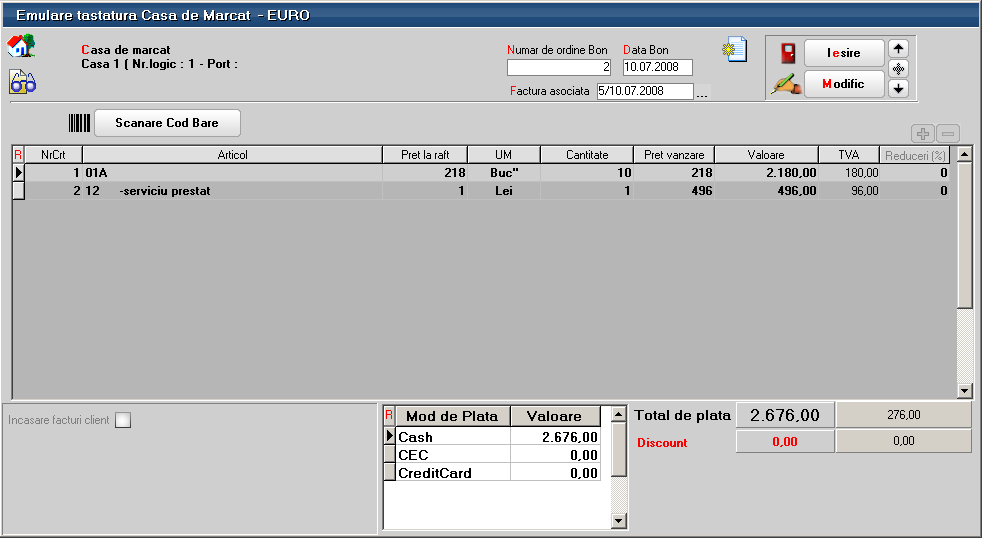 Emulare tastatura Casa de Marcat - EURO
Casa de marcat
Casa 1 ( Nr.logic : 1 - Port :
Numar de ordine Bon Data Bon
2 10.07.2008
Factura asociata 5/10.07.2008 ...
Iesire
Modific
Scanare Cod Bare
R NrCrt Articol Pret la raft UM Cantitate Pret vanzare Valoare TVA Reduceri (%)
1 01A 218 Buc" 10 218 2.180,00 180,00 0
2 12 -serviciu prestat 1 Lei 1 496 496,00 96,00 0
Incasare facturi client
R Mod de Plata Valoare
Cash 2.676,00
CEC 0,00
CreditCard 0,00
Total de plata 2.676,00 276,00
Discount 0,00 0,00